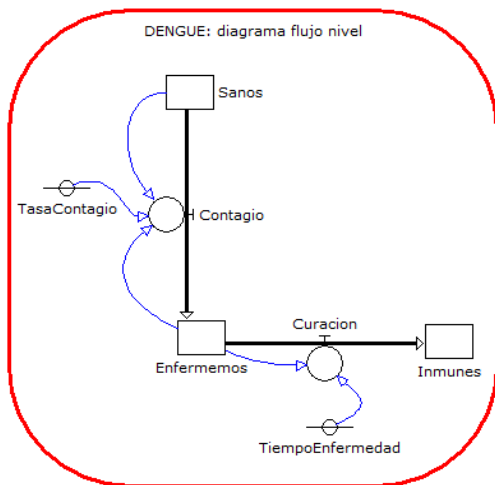 DENGUE: diagrama flujo nivel
Sanos
TasaContagio
Contagio
Curacion
Enfermemos
Inmunes
TiempoEnfermedad